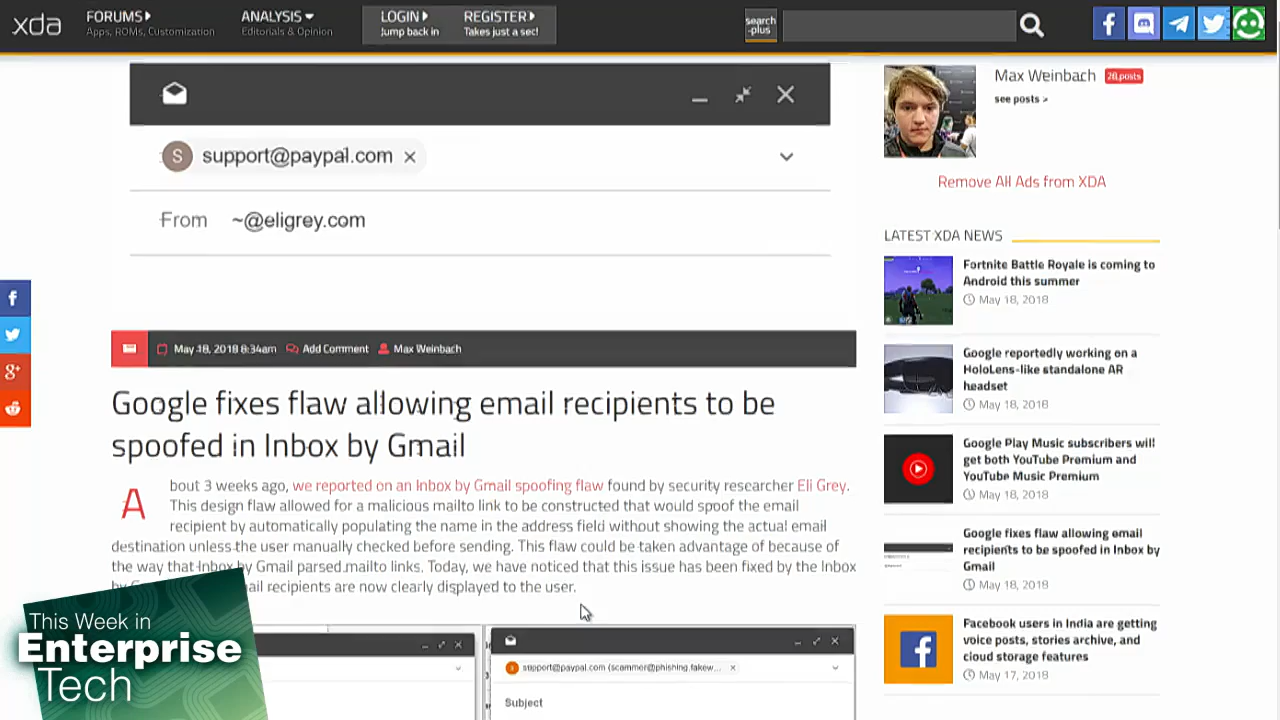 xda
FORUMS
Apps, ROMs, Customization
ANALYSIS
Editorials & Opinion
LOGIN
Jump back in
REGISTER
Takes just a sec!
search
-plus
S support@paypal.com ×
From ~@eligrey.com
May 18, 2018 8:34am Add Comment Max Weinbach
Google fixes flaw allowing email recipients to be
spoofed in Inbox by Gmail
About 3 weeks ago, we reported on an Inbox by Gmail spoofing flaw found by security researcher Eli Grey.
This design flaw allowed for a malicious mailto link to be constructed that would spoof the email
recipient by automatically populating the name in the address field without showing the actual email
destination unless the user manually checked before sending. This flaw could be taken advantage of because of
the way that Inbox by Gmail parsed mailto links. Today, we have noticed that this issue has been fixed by the Inbox
recipients are now clearly displayed to the user.
support@paypal.com (scammer@phishing.fakew... ×
Subject
This Week in
Enterprise
Tech
Max Weinbach
see posts >
Remove All Ads from XDA
LATEST XDA NEWS
Fortnite Battle Royale is coming to
Android this summer
May 18, 2018
Google reportedly working on a
HoloLens-like standalone AR
headset
May 18, 2018
Google Play Music subscribers will
get both YouTube Premium and
YouTube Music Premium
May 18, 2018
Google fixes flaw allowing email
recipients to be spoofed in Inbox by
Gmail
May 18, 2018
Facebook users in India are getting
voice posts, stories archive, and
cloud storage features
May 17, 2018